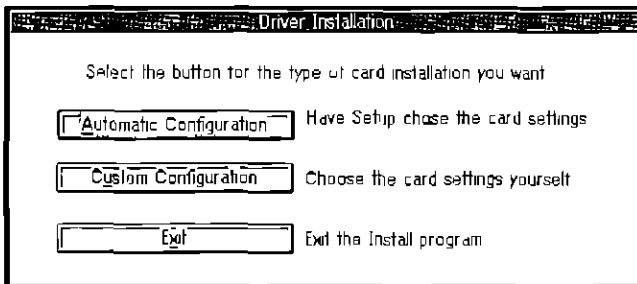 Driver Installation
Select the button for the type of card installation you want
Automatic Configuration
Have Setup chose the card settings
Custom Configuration
Choose the card settings yourself
Exit
Exit the Install program